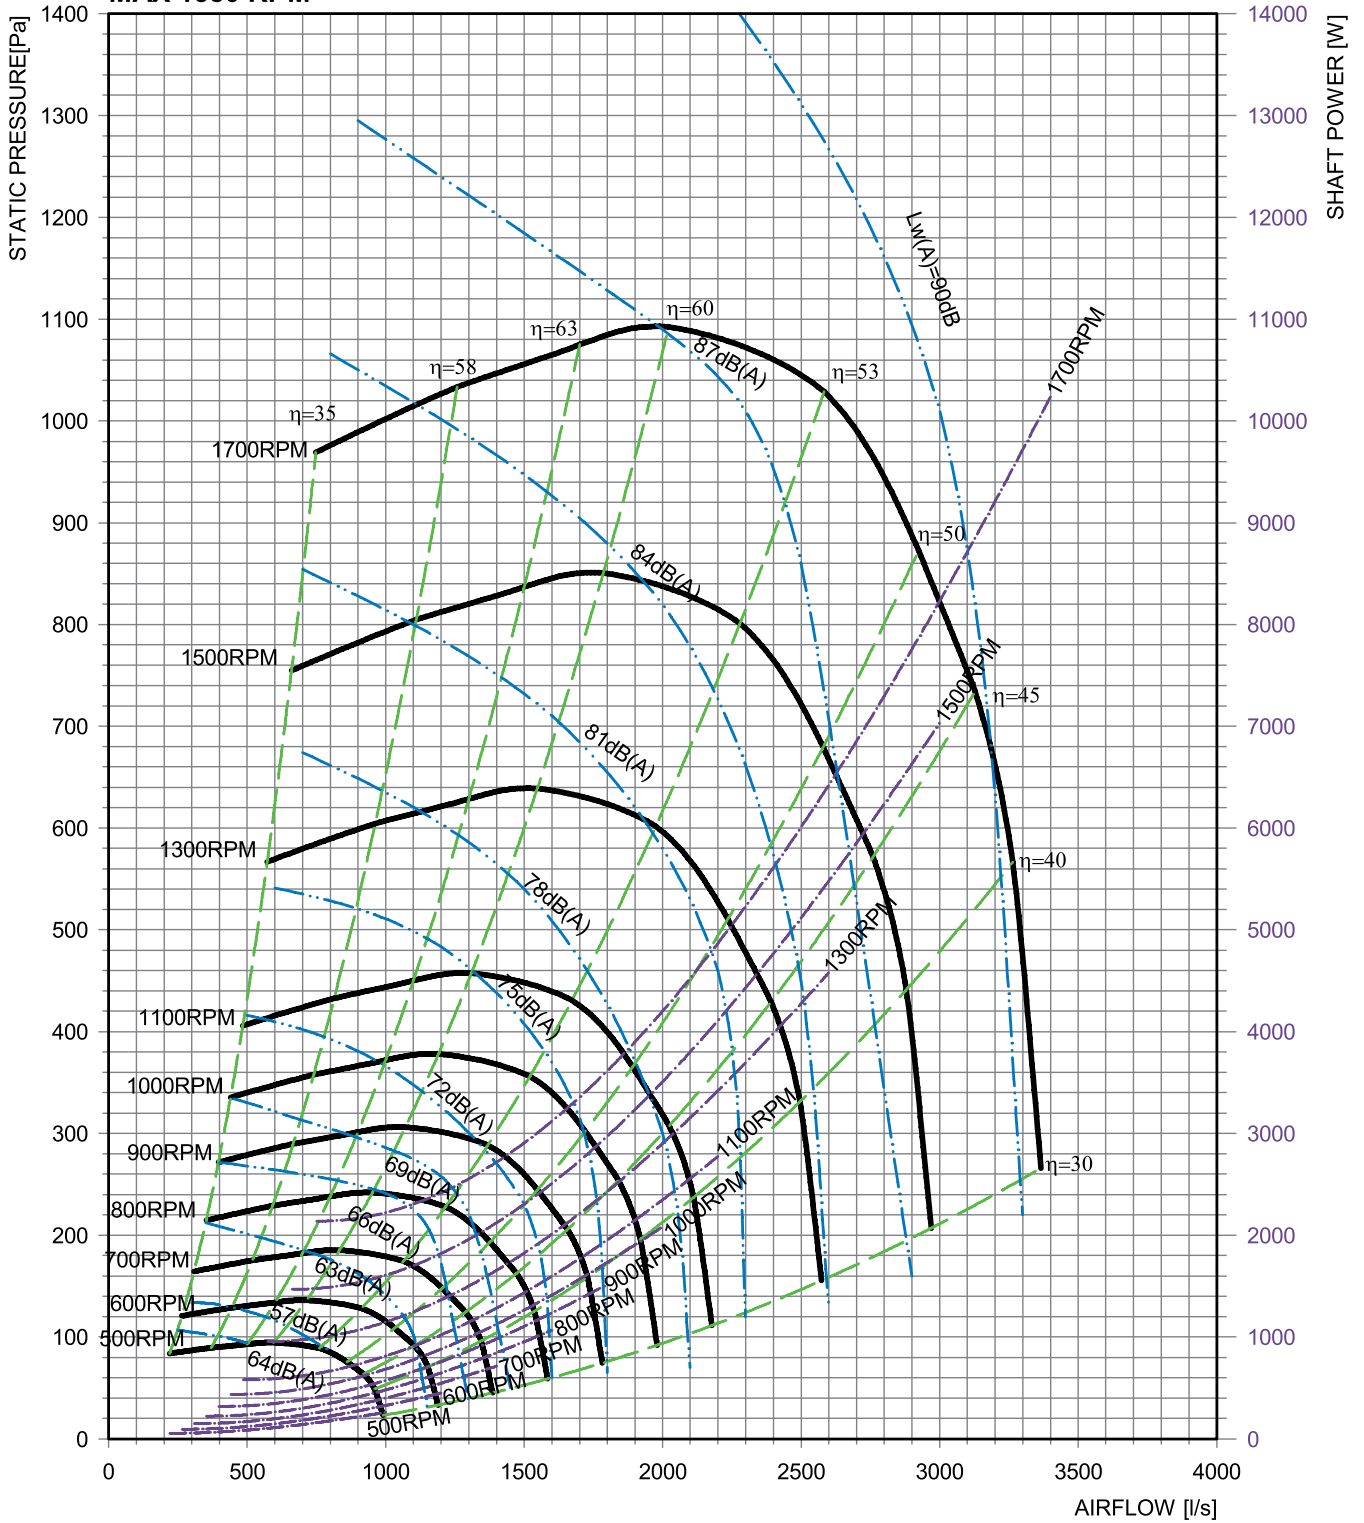 1400
14000
STATIC PRESSURE[Pa]
SHAFT POWER [W]
1300
13000
1200
12000
Lw(A)=90dB
1100
11000
η=60
η=63
1700RPM
87dB(A)
η=58
η=53
η=35
1000
10000
1700RPM
900
9000
η=50
84dB(A)
800
8000
1500RPM
1500RPM
η=45
700
7000
81dB(A)
600
6000
1300RPM
η=40
78dB(A)
500
5000
1300RPM
75dB(A)
1100RPM
400
4000
1000RPM
72dB(A)
1100RPM
300
3000
900RPM
69dB(A)
η=30
1000RPM
800RPM
66dB(A)
200
2000
900RPM
700RPM
63dB(A)
800RPM
600RPM
57dB(A)
500RPM
100
1000
700RPM
64dB(A)
600RPM
500RPM
0
0
0
500
1000
1500
2000
2500
3000
3500
4000
AIRFLOW [l/s]